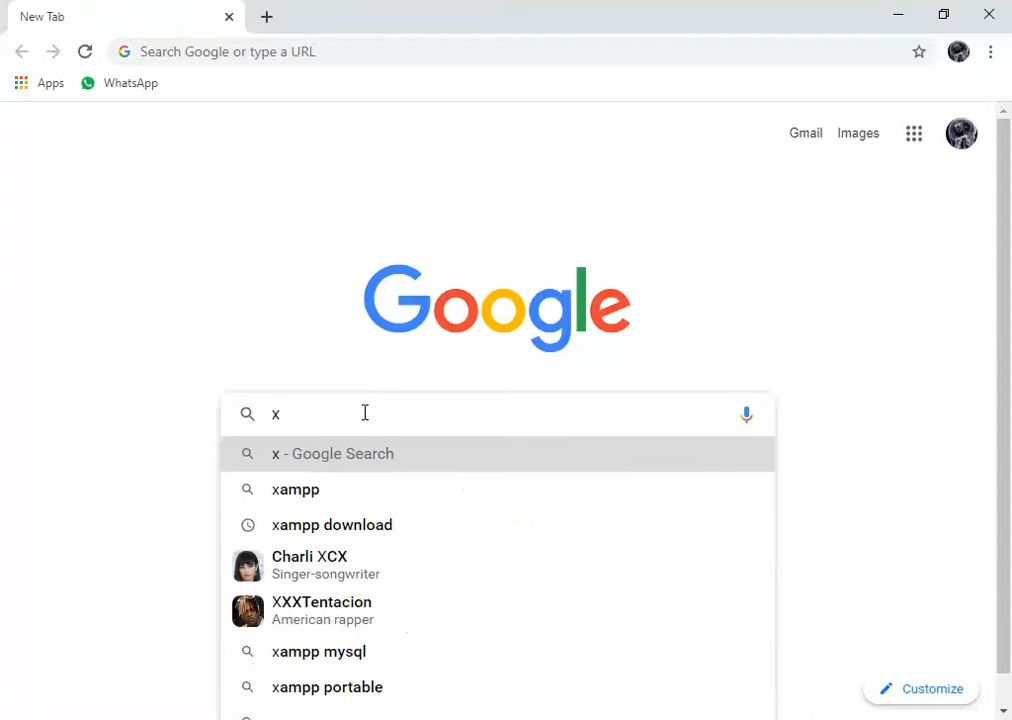 New Tab
Search Google or type a URL
Apps
WhatsApp
Gmail
Images
Google
x
x - Google Search
xampp
xampp download
Charli XCX
Singer-songwriter
XXXTentacion
American rapper
xampp mysql
xampp portable
Customize